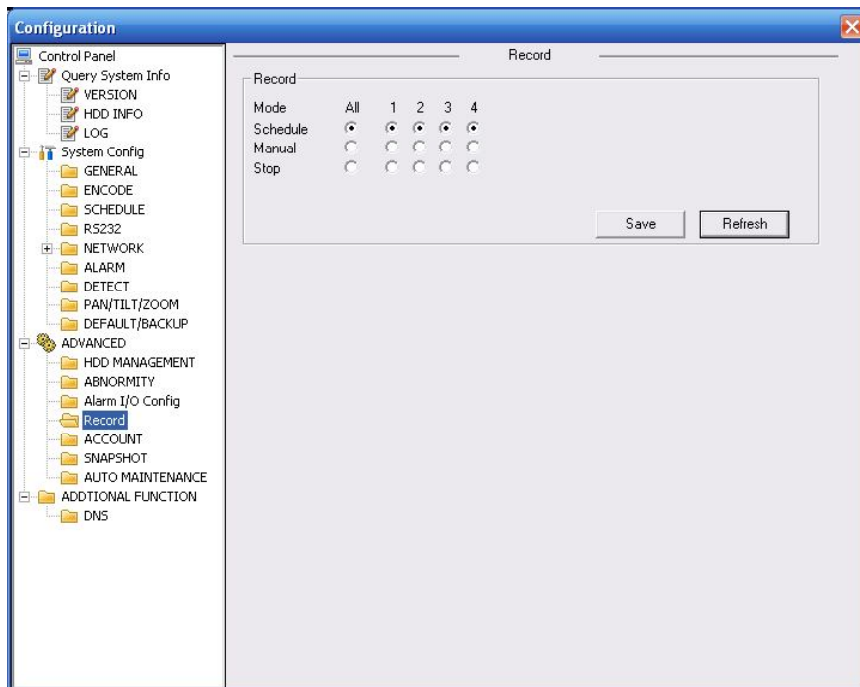 Configuration
Control Panel
Query System Info
VERSION
HDD INFO
LOG
System Config
GENERAL
ENCODE
SCHEDULE
RS232
NETWORK
ALARM
DETECT
PAN/TILT/ZOOM
DEFAULT/BACKUP
ADVANCED
HDD MANAGEMENT
ABNORMITY
Alarm I/O Config
Record
ACCOUNT
SNAPSHOT
AUTO MAINTENANCE
ADDTIONAL FUNCTION
DNS
Record
Record
Mode All 1 2 3 4
Schedule
Manual
Stop
Save Refresh